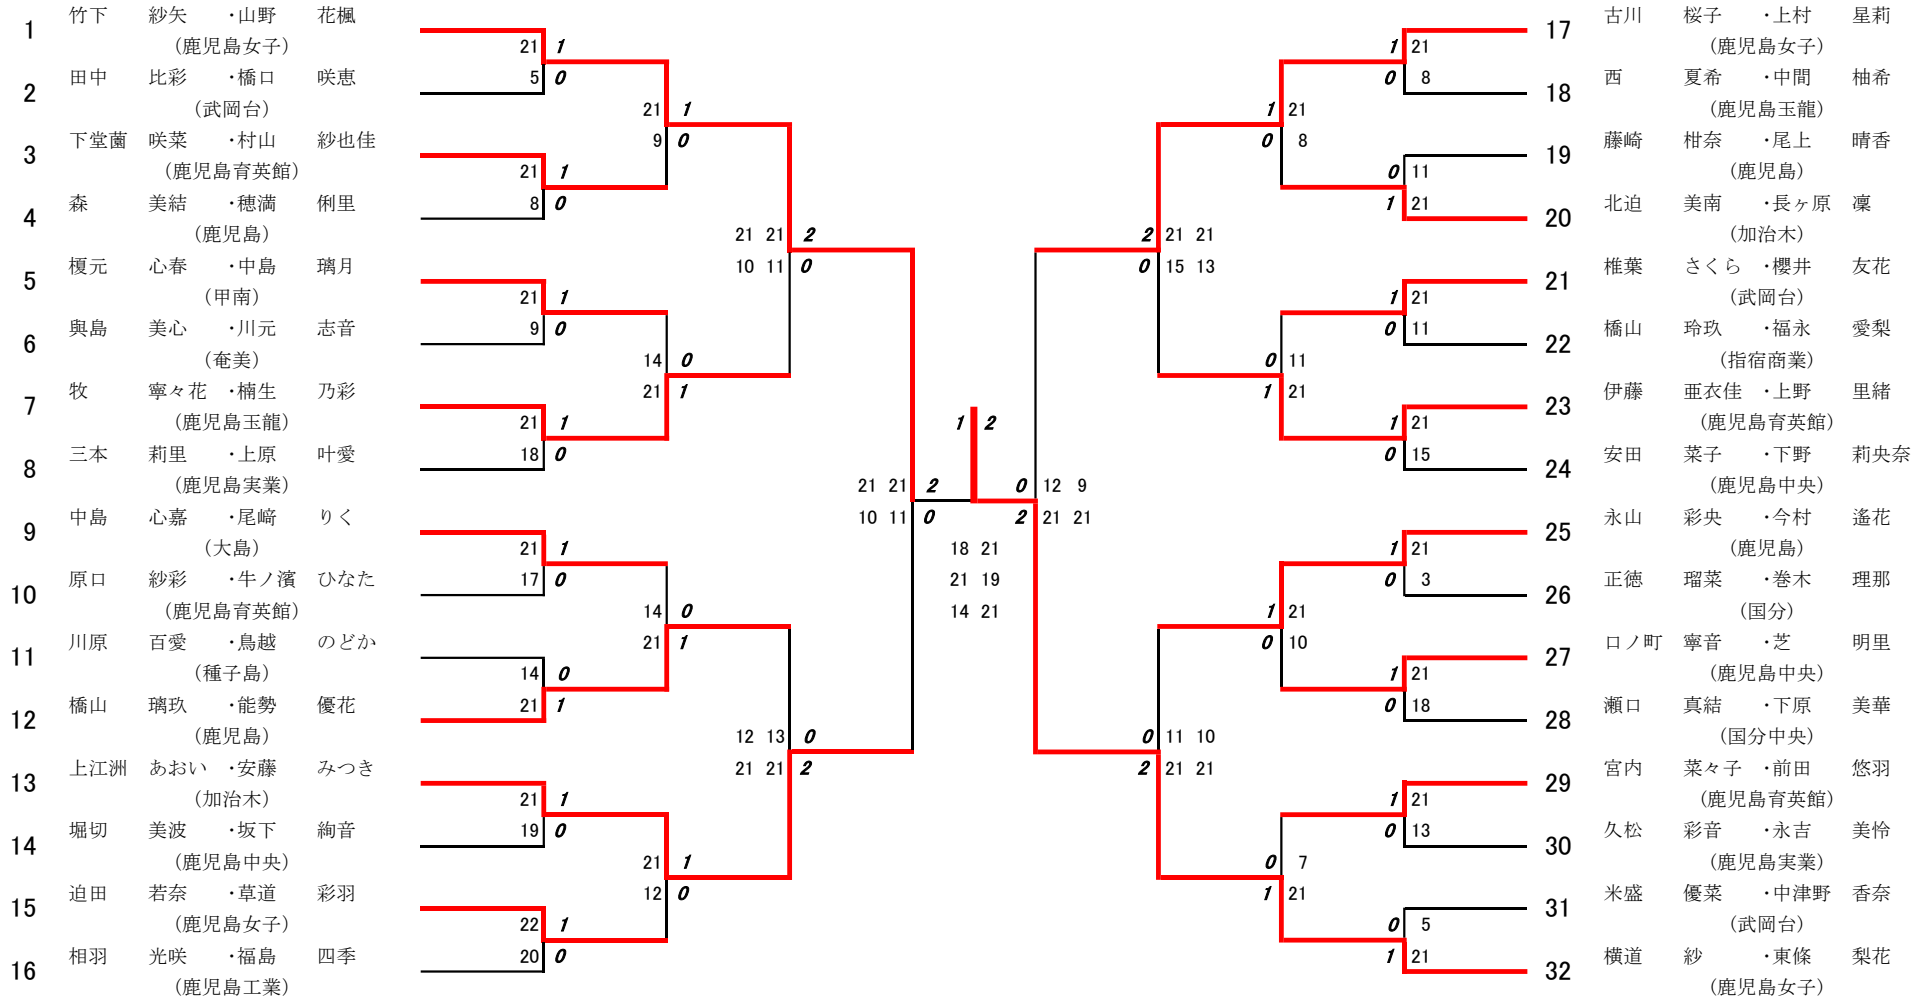 1 竹下 紗矢 ・山野 花楓
(鹿児島女子)
2 田中 比彩 ・橋口 咲恵
(武岡台)
3 下堂薗 咲菜 ・村山 紗也佳
(鹿児島育英館)
4 森 美結 ・穂満 俐里
(鹿児島)
5 榎元 心春 ・中島 璃月
(甲南)
6 與島 美心 ・川元 志音
(奄美)
7 牧 寧々花 ・楠生 乃彩
(鹿児島玉龍)
8 三本 莉里 ・上原 叶愛
(鹿児島実業)
9 中島 心嘉 ・尾﨑 りく
(大島)
10 原口 紗彩 ・牛ノ濱 ひなた
(鹿児島育英館)
11 川原 百愛 ・鳥越 のどか
(種子島)
12 橋山 璃玖 ・能勢 優花
(鹿児島)
13 上江洲 あおい ・安藤 みつき
(加治木)
14 堀切 美波 ・坂下 絢音
(鹿児島中央)
15 迫田 若奈 ・草道 彩羽
(鹿児島女子)
16 相羽 光咲 ・福島 四季
(鹿児島工業)
21 1
5 0
21 1
8 0
21 1
9 0
21 1
18 0
21 1
17 0
14 0
21 1
21 1
19 0
22 1
20 0
21 1
9 0
14 0
21 1
14 0
21 1
21 1
12 0
21 21 2
10 11 0
12 13 0
21 21 2
21 21 2
10 11 0
1 2
18 21
21 19
14 21
0 12 9
2 21 21
2 21 21
0 15 13
0 11 10
2 21 21
1 21
0 8
0 11
1 21
1 21
0 10
0 7
1 21
1 21
0 8
0 11
1 21
1 21
0 11
1 21
0 15
1 21
0 3
1 21
0 18
1 21
0 13
0 5
1 21
17 古川 桜子 ・上村 星莉
(鹿児島女子)
18 西 夏希 ・中間 柚希
(鹿児島玉龍)
19 藤崎 柑奈 ・尾上 晴香
(鹿児島)
20 北迫 美南 ・長ヶ原 凜
(加治木)
21 椎葉 さくら ・櫻井 友花
(武岡台)
22 橋山 玲玖 ・福永 愛梨
(指宿商業)
23 伊藤 亜衣佳 ・上野 里緒
(鹿児島育英館)
24 安田 菜子 ・下野 莉央奈
(鹿児島中央)
25 永山 彩央 ・今村 遙花
(鹿児島)
26 正徳 瑠菜 ・巻木 理那
(国分)
27 口ノ町 寧音 ・芝 明里
(鹿児島中央)
28 瀬口 真結 ・下原 美華
(国分中央)
29 宮内 菜々子 ・前田 悠羽
(鹿児島育英館)
30 久松 彩音 ・永吉 美怜
(鹿児島実業)
31 米盛 優菜 ・中津野 香奈
(武岡台)
32 横道 紗 ・東條 梨花
(鹿児島女子)